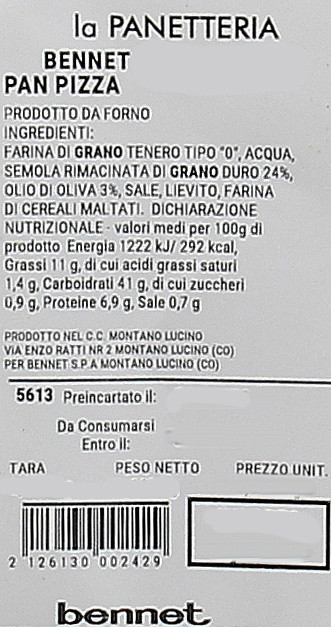 la PANETTERIA
BENNET
PAN PIZZA
PRODOTTO DA FORNO
INGREDIENTI:
FARINA DI GRANO TENERO TIPO "0", ACQUA,
SEMOLA RIMACINATA DI GRANO DURO 24%,
OLIO DI OLIVA 3%, SALE, LIEVITO, FARINA
DI CEREALI MALTATI. DICHIARAZIONE
NUTRIZIONALE - valori medi per 100g di
prodotto Energia 1222 kJ/ 292 kcal,
Grassi 11 g, di cui acidi grassi saturi
1,4 g, Carboidrati 41 g, di cui zuccheri
0,9 g, Proteine 6,9 g, Sale 0,7 g
PRODOTTO NEL C.C. MONTANO LUCINO
VIA ENZO RATTI NR 2 MONTANO LUCINO (CO)
PER BENNET S.P A MONTANO LUCINO (CO)
5613 Preincartato il:
Da Consumarsi
Entro il:
TARA PESO NETTO PREZZO UNIT.
2 126130 002429
bennet